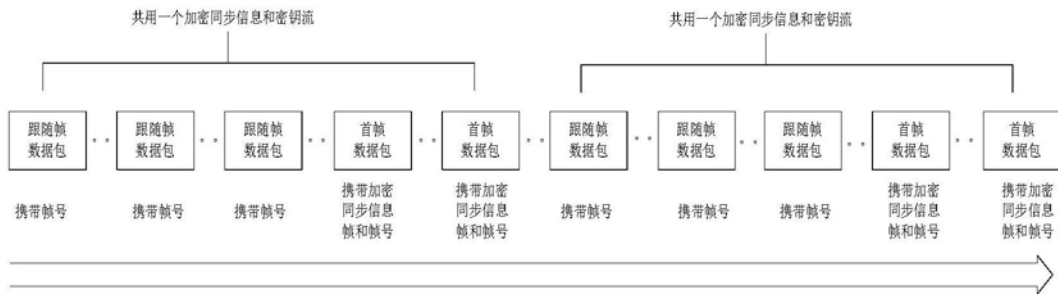 共用一个加密同步信息和密钥流
共用一个加密同步信息和密钥流
跟随帧
数据包
跟随帧
数据包
跟随帧
数据包
首帧
数据包
首帧
数据包
跟随帧
数据包
跟随帧
数据包
跟随帧
数据包
首帧
数据包
首帧
数据包
携带帧号
携带帧号
携带帧号
携带加密
同步信息
帧和帧号
携带加密
同步信息
帧和帧号
携带帧号
携带帧号
携带帧号
携带加密
同步信息
帧和帧号
携带加密
同步信息
帧和帧号